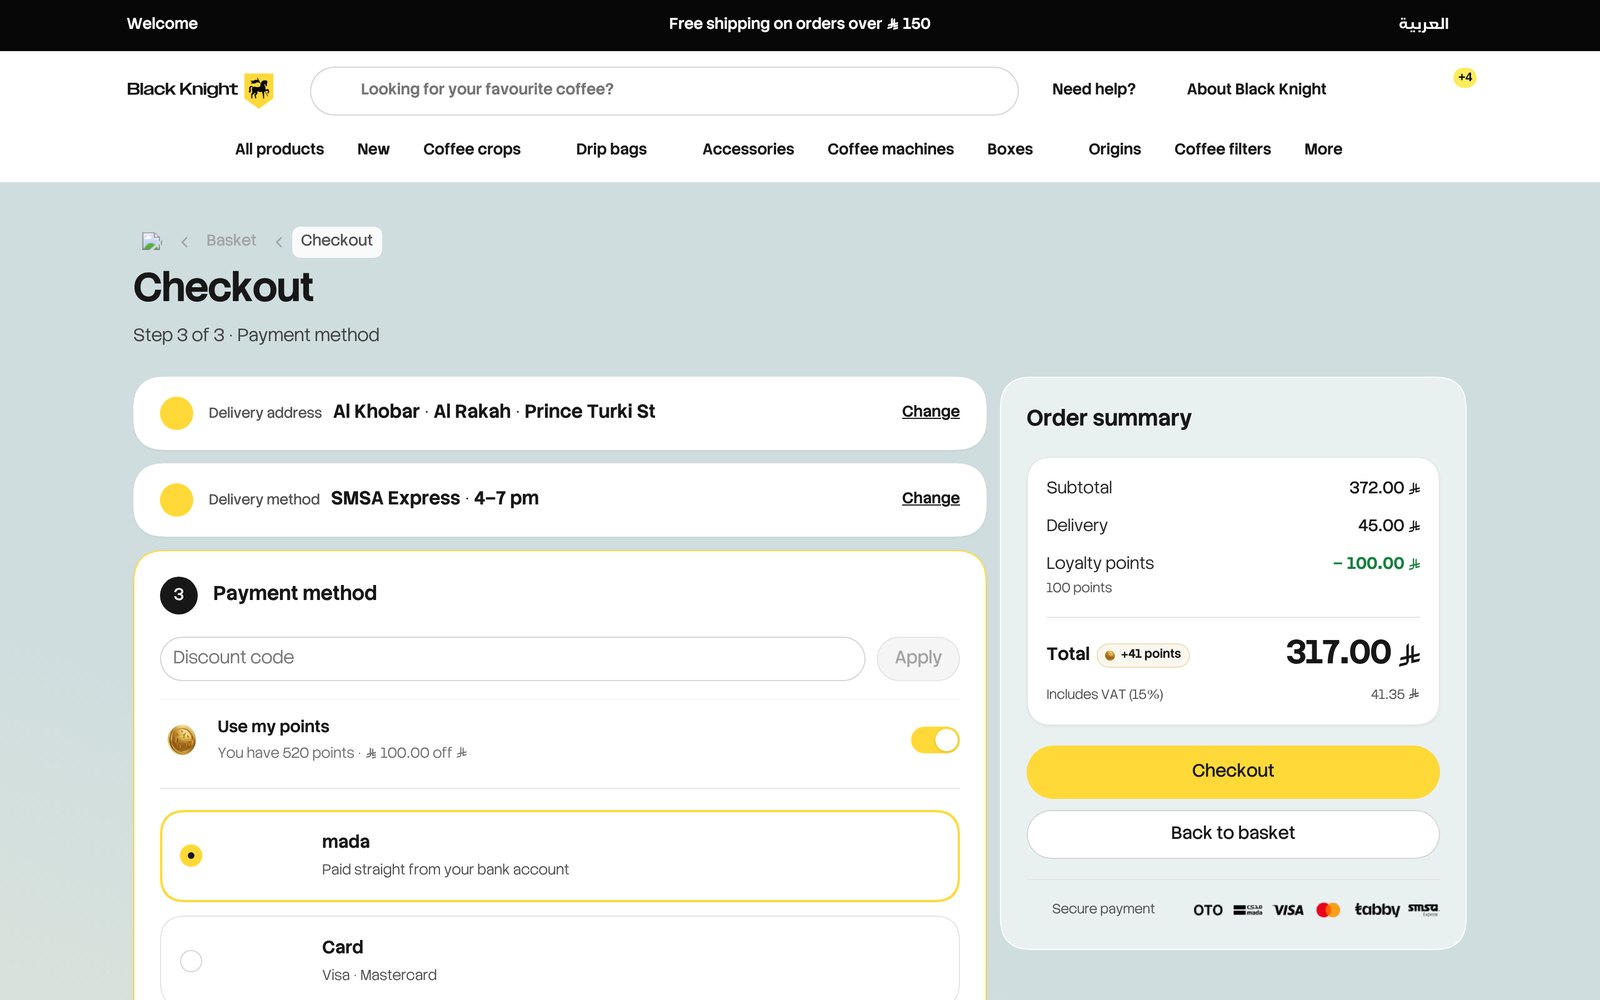 Welcome
Free shipping on orders over ⃁ 150
العربية
Black Knight
Looking for your favourite coffee?
Need help?
About Black Knight
+4
All products
New
Coffee crops
Drip bags
Accessories
Coffee machines
Boxes
Origins
Coffee filters
More
Basket
Checkout
Checkout
Step 3 of 3 · Payment method
Delivery address Al Khobar · Al Rakah · Prince Turki St
Change
Delivery method SMSA Express · 4–7 pm
Change
3 Payment method
Discount code
Apply
Use my points
You have 520 points · ⃁ 100.00 off ⃁
mada
Paid straight from your bank account
Card
Visa · Mastercard
Order summary
Subtotal 372.00 ⃁
Delivery 45.00 ⃁
Loyalty points – 100.00 ⃁
100 points
Total +41 points 317.00 ⃁
Includes VAT (15%) 41.35 ⃁
Checkout
Back to basket
Secure payment OTO mada VISA tabby smsa